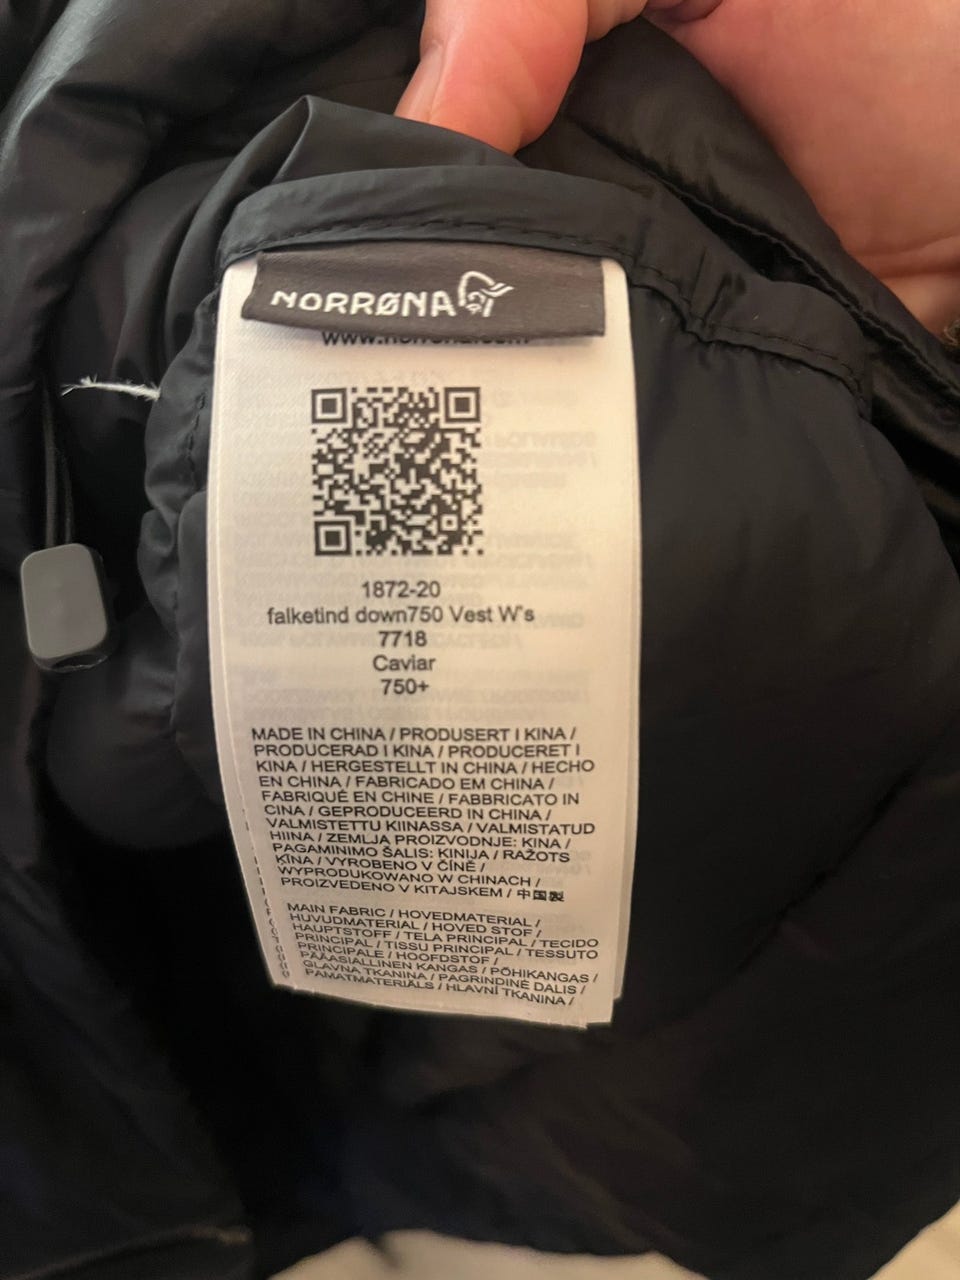 NORRØNA
www.norrona.com
1872-20
falketind down750 Vest W's
7718
Caviar
750+
MADE IN CHINA / PRODUSERT I KINA /
PRODUCERAD I KINA / PRODUCERET I
KINA / HERGESTELLT IN CHINA / HECHO
EN CHINA / FABRICADO EM CHINA /
FABRIQUÉ EN CHINE / FABBRICATO IN
CINA / GEPRODUCEERD IN CHINA /
VALMISTETTU KIINASSA / VALMISTATUD
HIINA / ZEMLJA PROIZVODNJE: KINA /
PAGAMINIMO ŠALIS: KINIJA / RAŽOTS
ĶĪNA / VYROBENO V ČÍNĚ /
WYPRODUKOWANO W CHINACH /
PROIZVEDENO V KITAJSKEM / 中国製
MAIN FABRIC / HOVEDMATERIAL /
HUVUDMATERIAL / HOVED STOF /
HAUPTSTOFF / TELA PRINCIPAL / TECIDO
PRINCIPAL / TISSU PRINCIPAL / TESSUTO
PRINCIPALE / HOOFDSTOF /
PÄÄASIALLINEN KANGAS / PÕHIKANGAS /
GLAVNA TKANINA / PAGRINDINĖ DALIS /
PAMATMATERIĀLS / HLAVNÍ TKANINA /